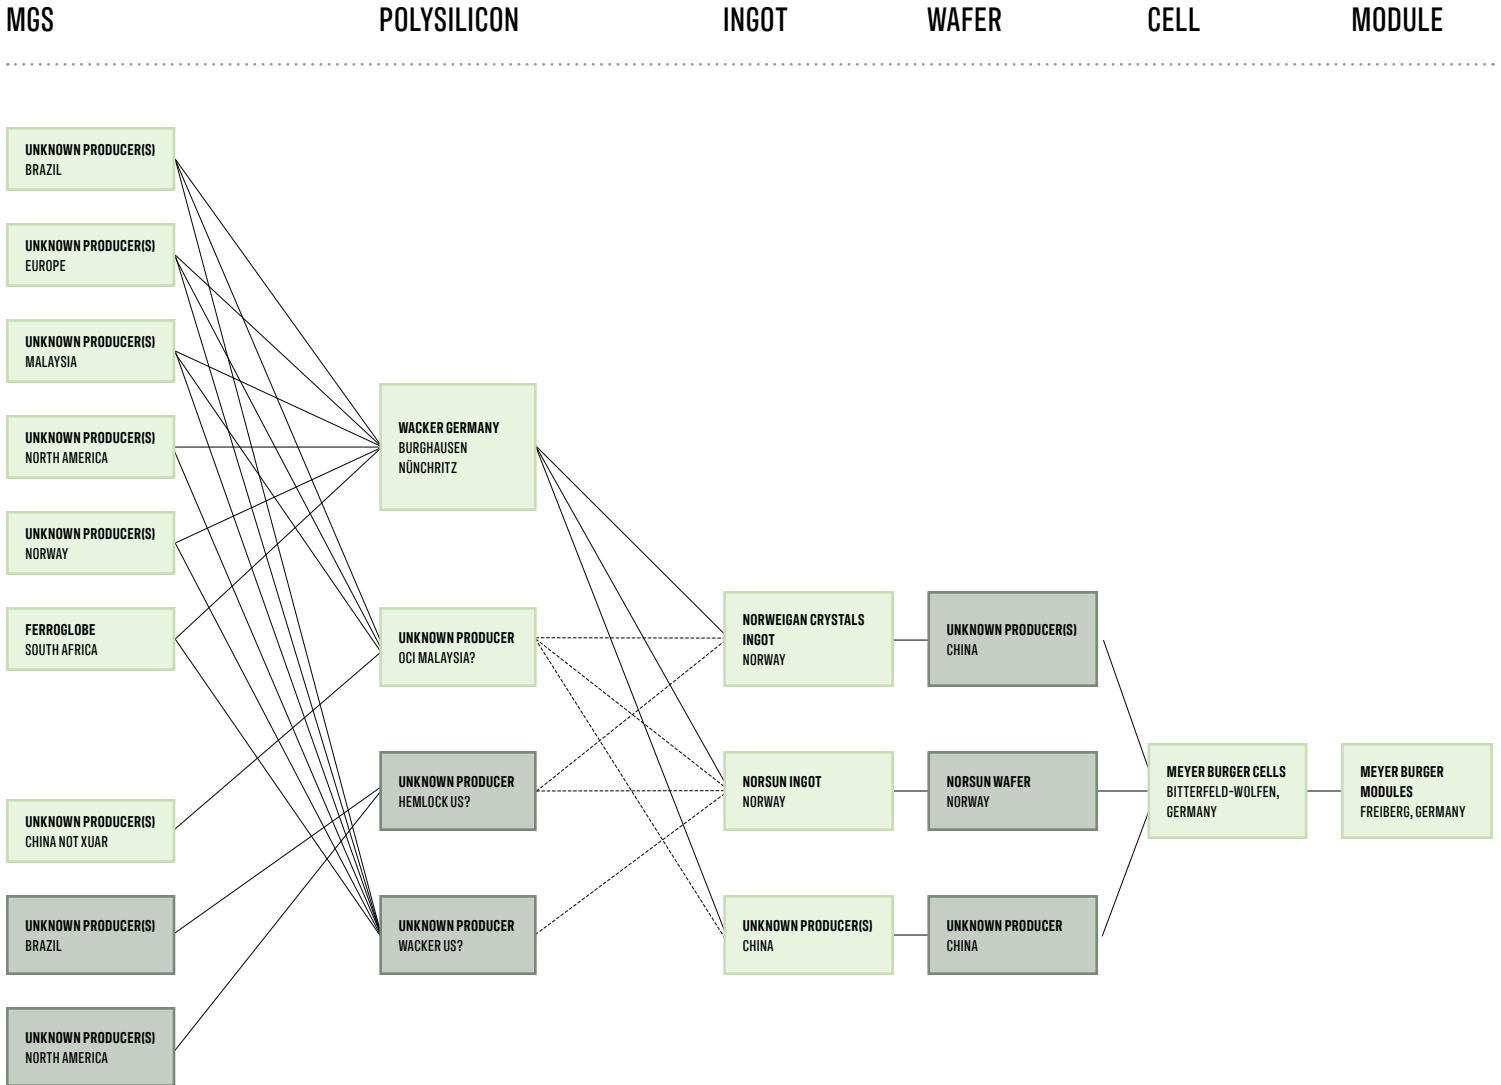 MGS
POLYSILICON
INGOT
WAFER
CELL
MODULE
UNKNOWN PRODUCER(S)
BRAZIL
UNKNOWN PRODUCER(S)
EUROPE
UNKNOWN PRODUCER(S)
MALAYSIA
UNKNOWN PRODUCER(S)
NORTH AMERICA
UNKNOWN PRODUCER(S)
NORWAY
FERROGLOBE
SOUTH AFRICA
UNKNOWN PRODUCER(S)
CHINA NOT XUAR
UNKNOWN PRODUCER(S)
BRAZIL
UNKNOWN PRODUCER(S)
NORTH AMERICA
WACKER GERMANY
BURGHAUSEN
NÜNCHRITZ
UNKNOWN PRODUCER
OCI MALAYSIA?
UNKNOWN PRODUCER
HEMLOCK US?
UNKNOWN PRODUCER
WACKER US?
NORWEIGAN CRYSTALS
INGOT
NORWAY
NORSUN INGOT
NORWAY
UNKNOWN PRODUCER(S)
CHINA
UNKNOWN PRODUCER(S)
CHINA
NORSUN WAFER
NORWAY
UNKNOWN PRODUCER
CHINA
MEYER BURGER CELLS
BITTERFELD-WOLFEN,
GERMANY
MEYER BURGER
MODULES
FREIBERG, GERMANY